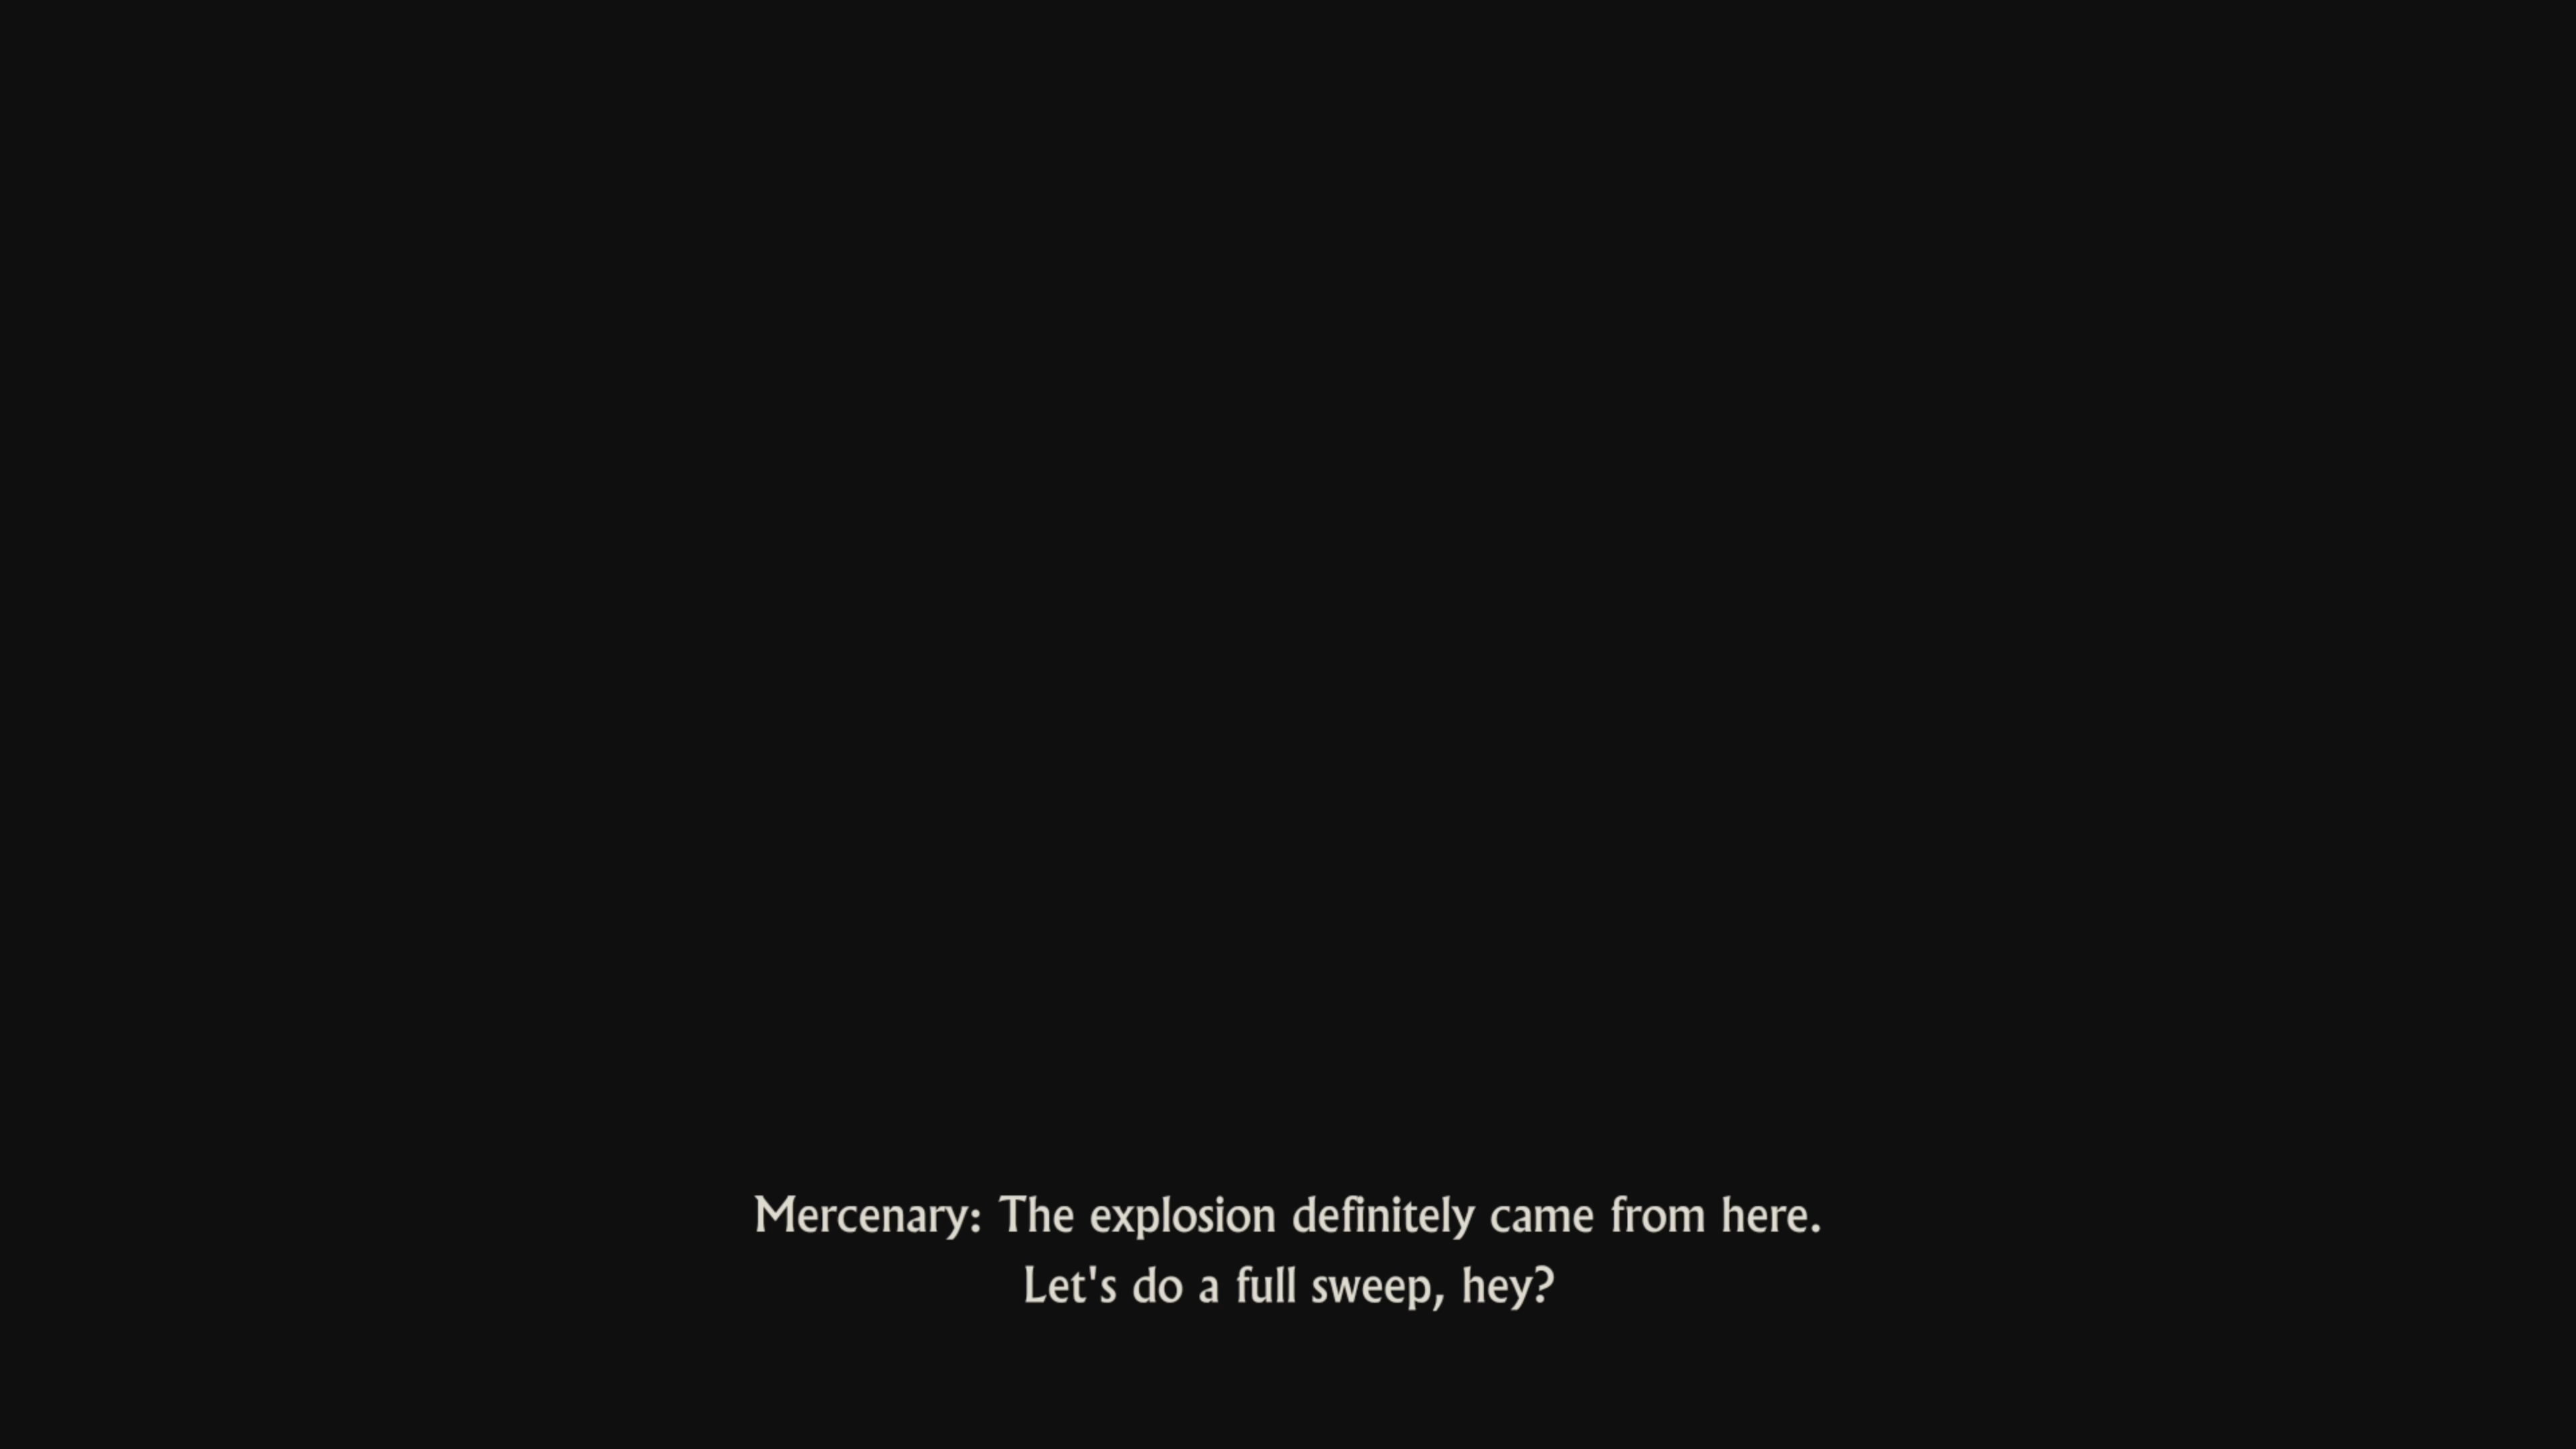 Mercenary: The explosion definitely came from here.
Let's do a full sweep, hey?